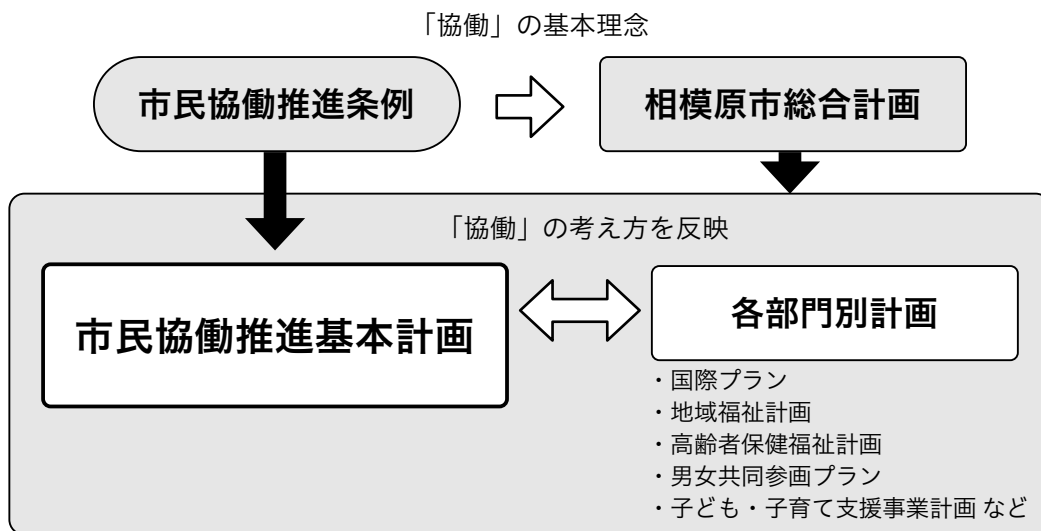 「協働」の基本理念
市民協働推進条例
相模原市総合計画
「協働」の考え方を反映
市民協働推進基本計画
各部門別計画
・国際プラン
・地域福祉計画
・高齢者保健福祉計画
・男女共同参画プラン
・子ども・子育て支援事業計画 など